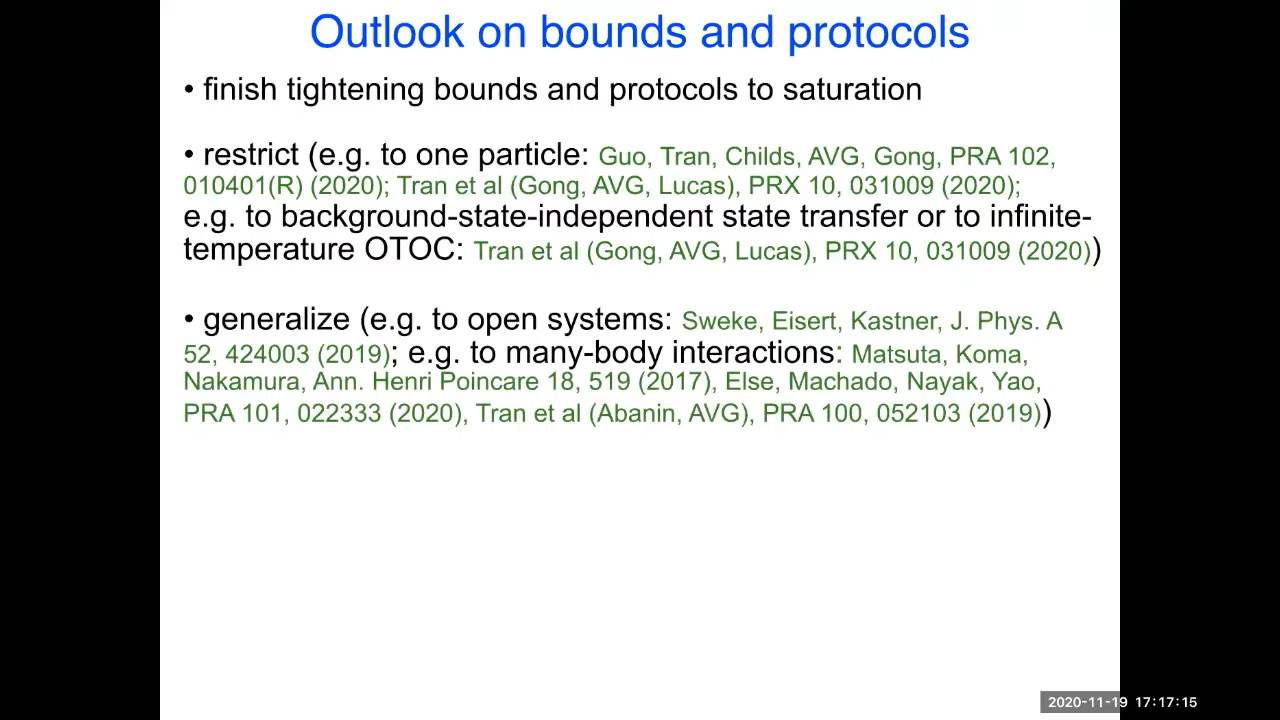 Outlook on bounds and protocols
• finish tightening bounds and protocols to saturation
• restrict (e.g. to one particle: Guo, Tran, Childs, AVG, Gong, PRA 102,
010401(R) (2020); Tran et al (Gong, AVG, Lucas), PRX 10, 031009 (2020);
e.g. to background-state-independent state transfer or to infinite-
temperature OTOC: Tran et al (Gong, AVG, Lucas), PRX 10, 031009 (2020))
• generalize (e.g. to open systems: Sweke, Eisert, Kastner, J. Phys. A
52, 424003 (2019); e.g. to many-body interactions: Matsuta, Koma,
Nakamura, Ann. Henri Poincare 18, 519 (2017), Else, Machado, Nayak, Yao,
PRA 101, 022333 (2020), Tran et al (Abanin, AVG), PRA 100, 052103 (2019))
2020-11-19 17:17:15